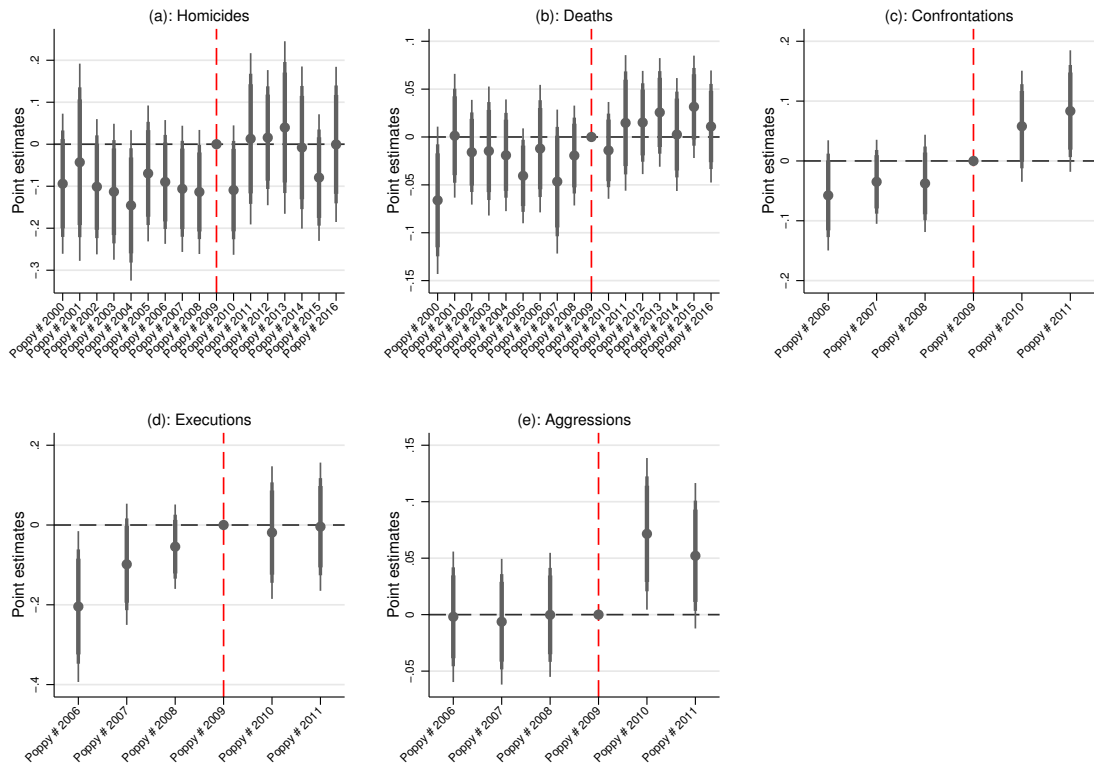 (a): Homicides
Point estimates
.2
.1
0
-.1
-.2
-.3
Poppy # 2000
Poppy # 2001
Poppy # 2002
Poppy # 2003
Poppy # 2004
Poppy # 2005
Poppy # 2006
Poppy # 2007
Poppy # 2008
Poppy # 2009
Poppy # 2010
Poppy # 2011
Poppy # 2012
Poppy # 2013
Poppy # 2014
Poppy # 2015
Poppy # 2016
(b): Deaths
Point estimates
.1
.05
0
-.05
-.1
-.15
Poppy # 2000
Poppy # 2001
Poppy # 2002
Poppy # 2003
Poppy # 2004
Poppy # 2005
Poppy # 2006
Poppy # 2007
Poppy # 2008
Poppy # 2009
Poppy # 2010
Poppy # 2011
Poppy # 2012
Poppy # 2013
Poppy # 2014
Poppy # 2015
Poppy # 2016
(c): Confrontations
Point estimates
.2
.1
0
-.1
-.2
Poppy # 2006
Poppy # 2007
Poppy # 2008
Poppy # 2009
Poppy # 2010
Poppy # 2011
(d): Executions
Point estimates
.2
0
-.2
-.4
Poppy # 2006
Poppy # 2007
Poppy # 2008
Poppy # 2009
Poppy # 2010
Poppy # 2011
(e): Aggressions
Point estimates
.15
.1
.05
0
-.05
Poppy # 2006
Poppy # 2007
Poppy # 2008
Poppy # 2009
Poppy # 2010
Poppy # 2011